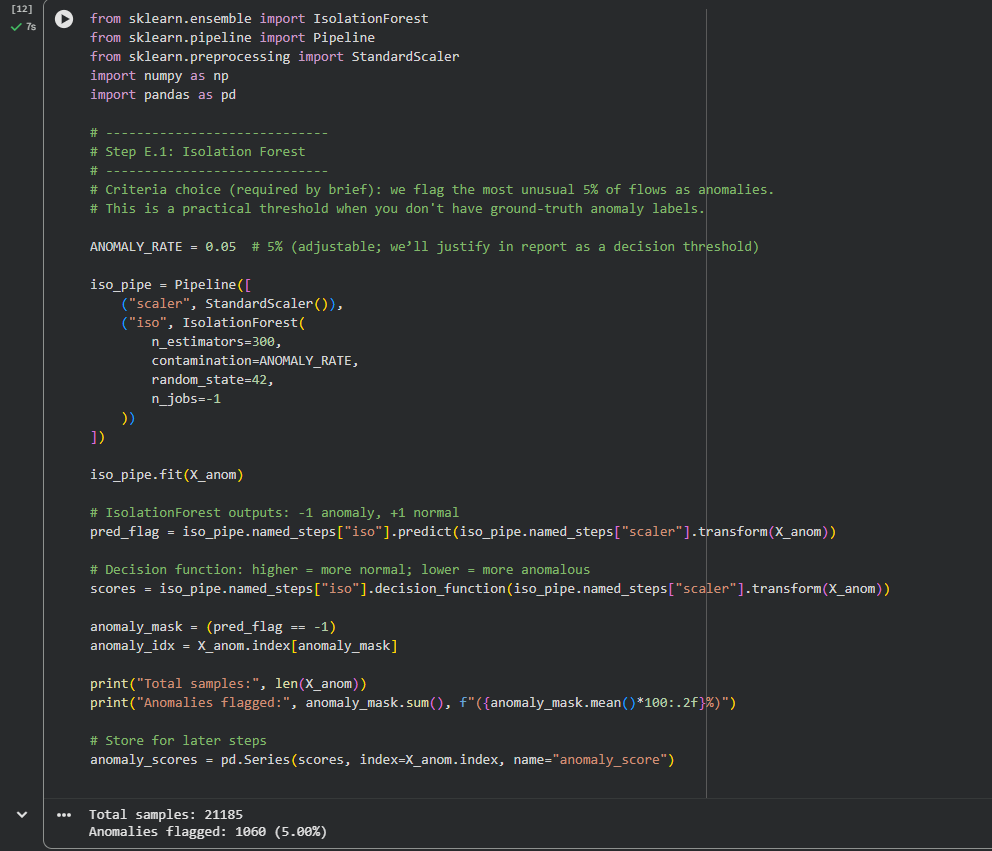 [12]
7s
from sklearn.ensemble import IsolationForest
from sklearn.pipeline import Pipeline
from sklearn.preprocessing import StandardScaler
import numpy as np
import pandas as pd

# -----------------------------
# Step E.1: Isolation Forest
# -----------------------------
# Criteria choice (required by brief): we flag the most unusual 5% of flows as anomalies.
# This is a practical threshold when you don't have ground-truth anomaly labels.

ANOMALY_RATE = 0.05  # 5% (adjustable; we’ll justify in report as a decision threshold)

iso_pipe = Pipeline([
    ("scaler", StandardScaler()),
    ("iso", IsolationForest(
        n_estimators=300,
        contamination=ANOMALY_RATE,
        random_state=42,
        n_jobs=-1
    ))
])

iso_pipe.fit(X_anom)

# IsolationForest outputs: -1 anomaly, +1 normal
pred_flag = iso_pipe.named_steps["iso"].predict(iso_pipe.named_steps["scaler"].transform(X_anom))

# Decision function: higher = more normal; lower = more anomalous
scores = iso_pipe.named_steps["iso"].decision_function(iso_pipe.named_steps["scaler"].transform(X_anom))

anomaly_mask = (pred_flag == -1)
anomaly_idx = X_anom.index[anomaly_mask]

print("Total samples:", len(X_anom))
print("Anomalies flagged:", anomaly_mask.sum(), f"({anomaly_mask.mean()*100:.2f}%)")

# Store for later steps
anomaly_scores = pd.Series(scores, index=X_anom.index, name="anomaly_score")

Total samples: 21185
Anomalies flagged: 1060 (5.00%)